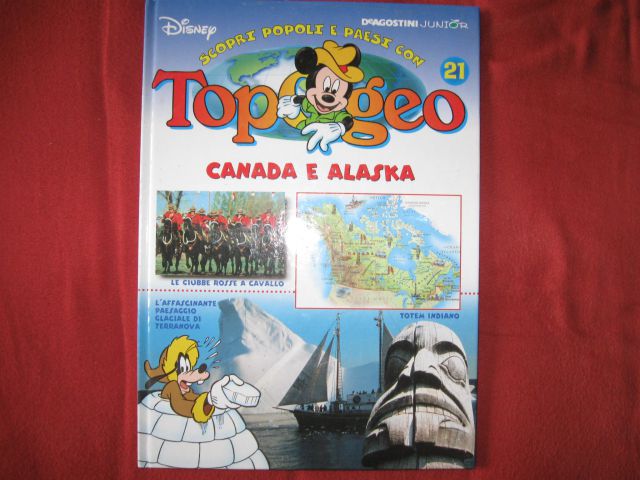 Disney
DeAGOSTINI JUNIOR
SCOPRI POPOLI E PAESI CON
21
Topogeo
CANADA E ALASKA
LE GIUBBE ROSSE A CAVALLO
L'AFFASCINANTE
PAESAGGIO
GLACIALE DI
TERRANOVA
TOTEM INDIANO